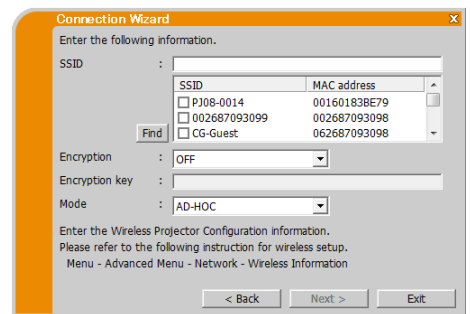 Connection Wizard x
Enter the following information.
SSID :
SSID MAC address
PJ08-0014 00160183BE79
002687093099 002687093098
Find CG-Guest 062687093098
Encryption : OFF
Encryption key :
Mode : AD-HOC
Enter the Wireless Projector Configuration information.
Please refer to the following instruction for wireless setup.
Menu - Advanced Menu - Network - Wireless Information
< Back Next > Exit